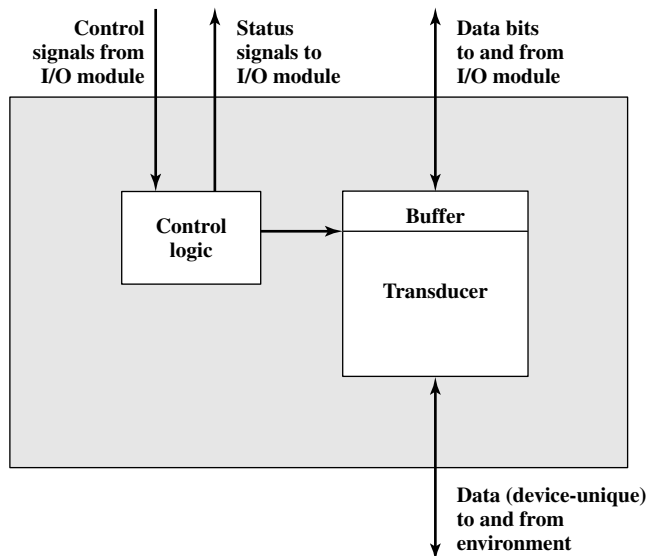 Control
signals from
I/O module
Status
signals to
I/O module
Data bits
to and from
I/O module
Control
logic
Buffer
Transducer
Data (device-unique)
to and from
environment